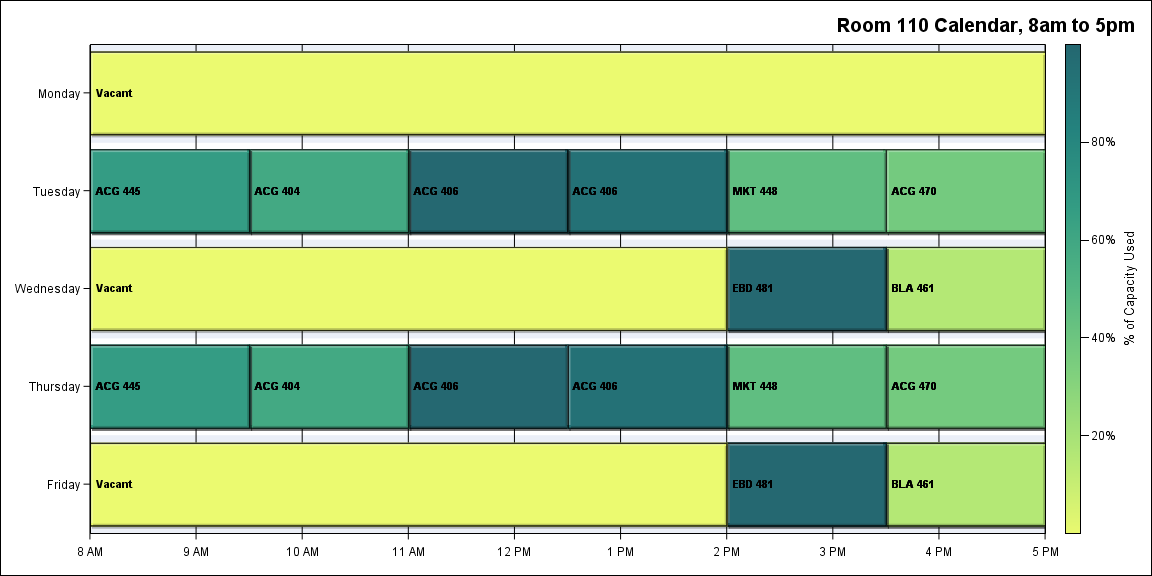 Room 110 Calendar, 8am to 5pm
Monday
Vacant
Tuesday
ACG 445
ACG 404
ACG 406
ACG 406
MKT 448
ACG 470
Wednesday
Vacant
EBD 481
BLA 461
Thursday
ACG 445
ACG 404
ACG 406
ACG 406
MKT 448
ACG 470
Friday
Vacant
EBD 481
BLA 461
8 AM
9 AM
10 AM
11 AM
12 PM
1 PM
2 PM
3 PM
4 PM
5 PM
80%
60%
40%
20%
% of Capacity Used